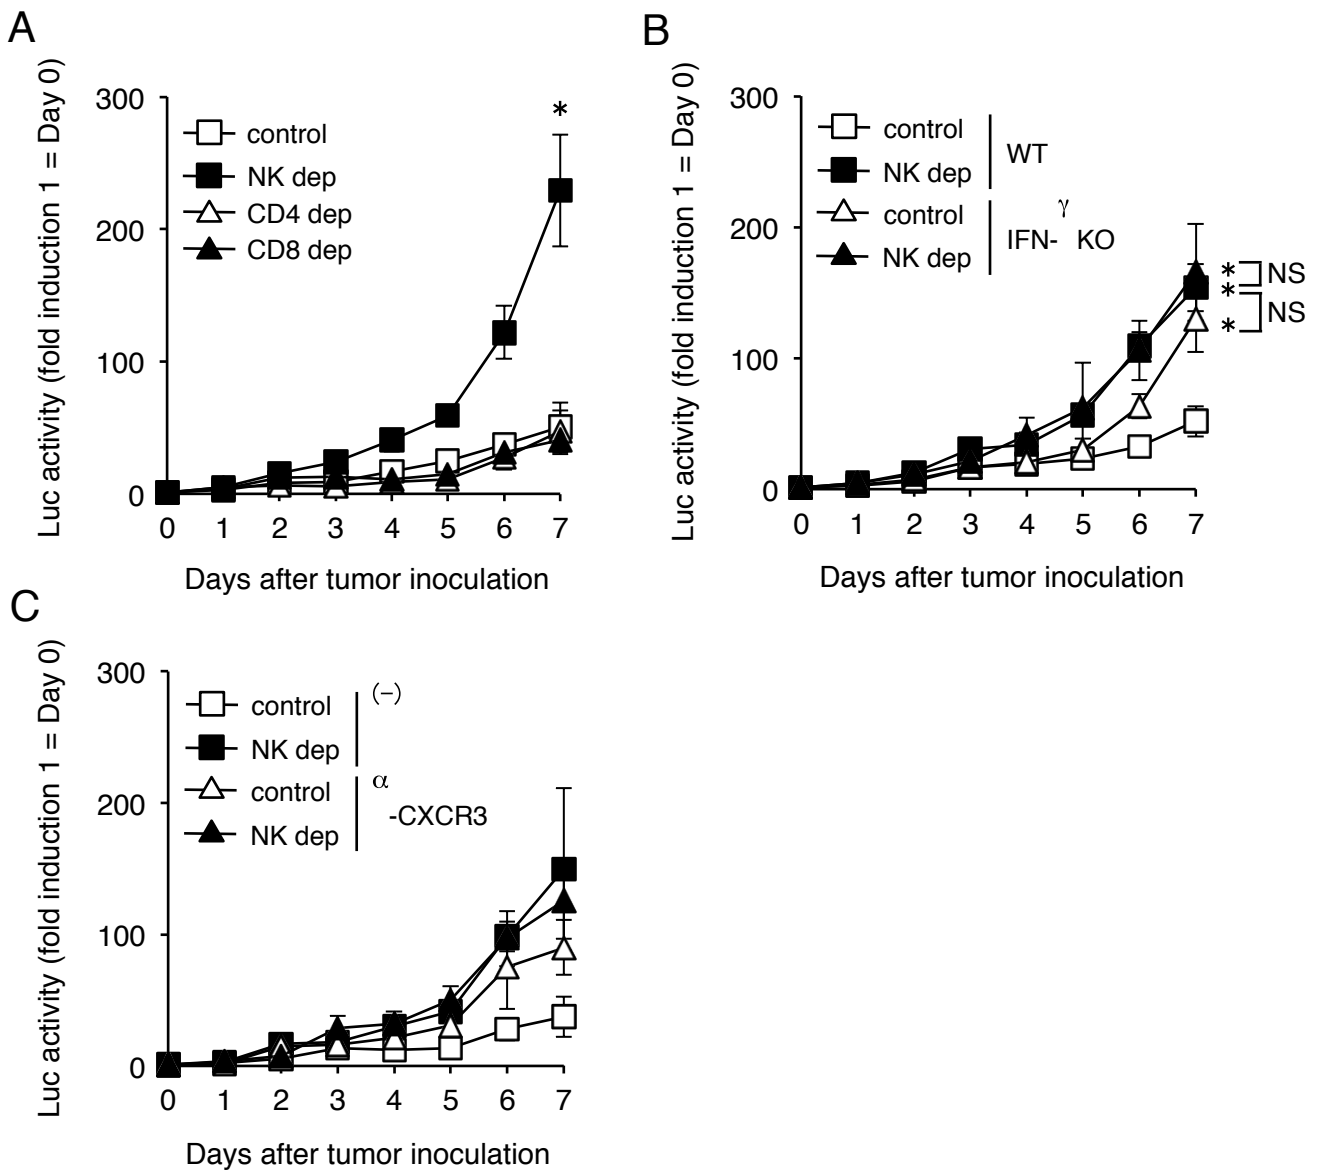 A
Luc activity (fold induction 1 = Day 0)
300
200
100
0
control
NK dep
CD4 dep
CD8 dep
*
0 1 2 3 4 5 6 7
Days after tumor inoculation
B
Luc activity (fold induction 1 = Day 0)
300
200
100
0
control
NK dep
WT
control
NK dep
IFN-γ KO
* NS
*
NS
*
0 1 2 3 4 5 6 7
Days after tumor inoculation
C
Luc activity (fold induction 1 = Day 0)
300
200
100
0
control
NK dep
(−)
control
NK dep
α-CXCR3
0 1 2 3 4 5 6 7
Days after tumor inoculation